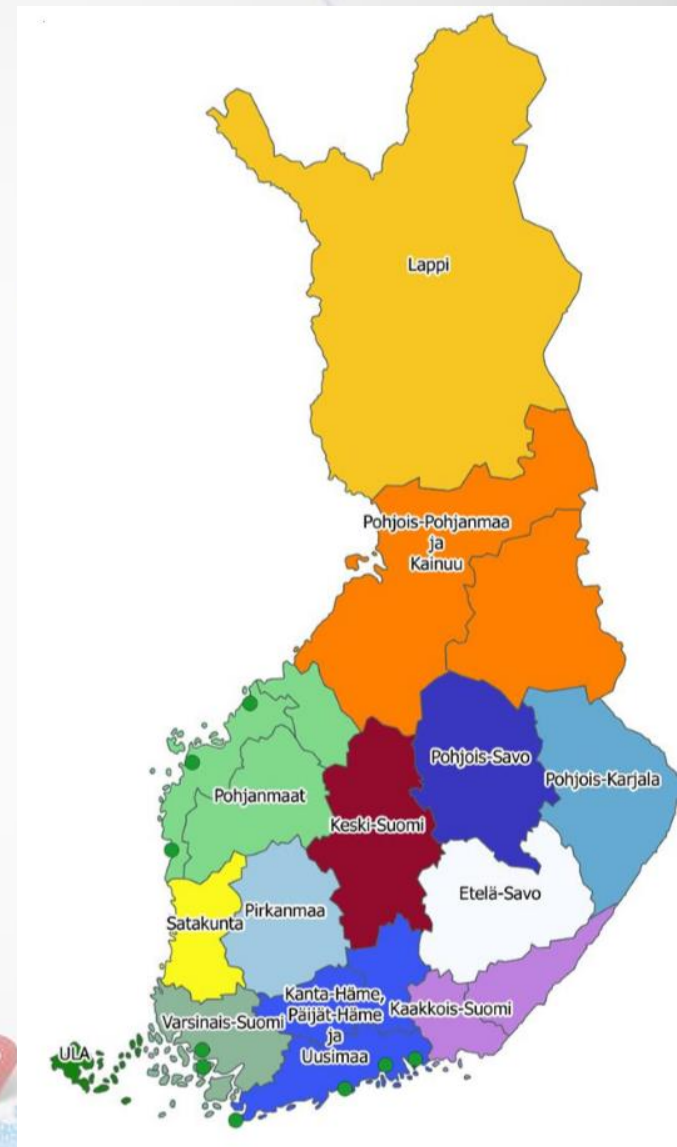 Lappi
Pohjois-Pohjanmaa
ja
Kainuu
Pohjois-Savo
Pohjois-Karjala
Pohjanmaat
Keski-Suomi
Etelä-Savo
Pirkanmaa
Satakunta
Kanta-Häme,
Päijät-Häme
ja
Uusimaa
Kaakkois-Suomi
Varsinais-Suomi
ULA